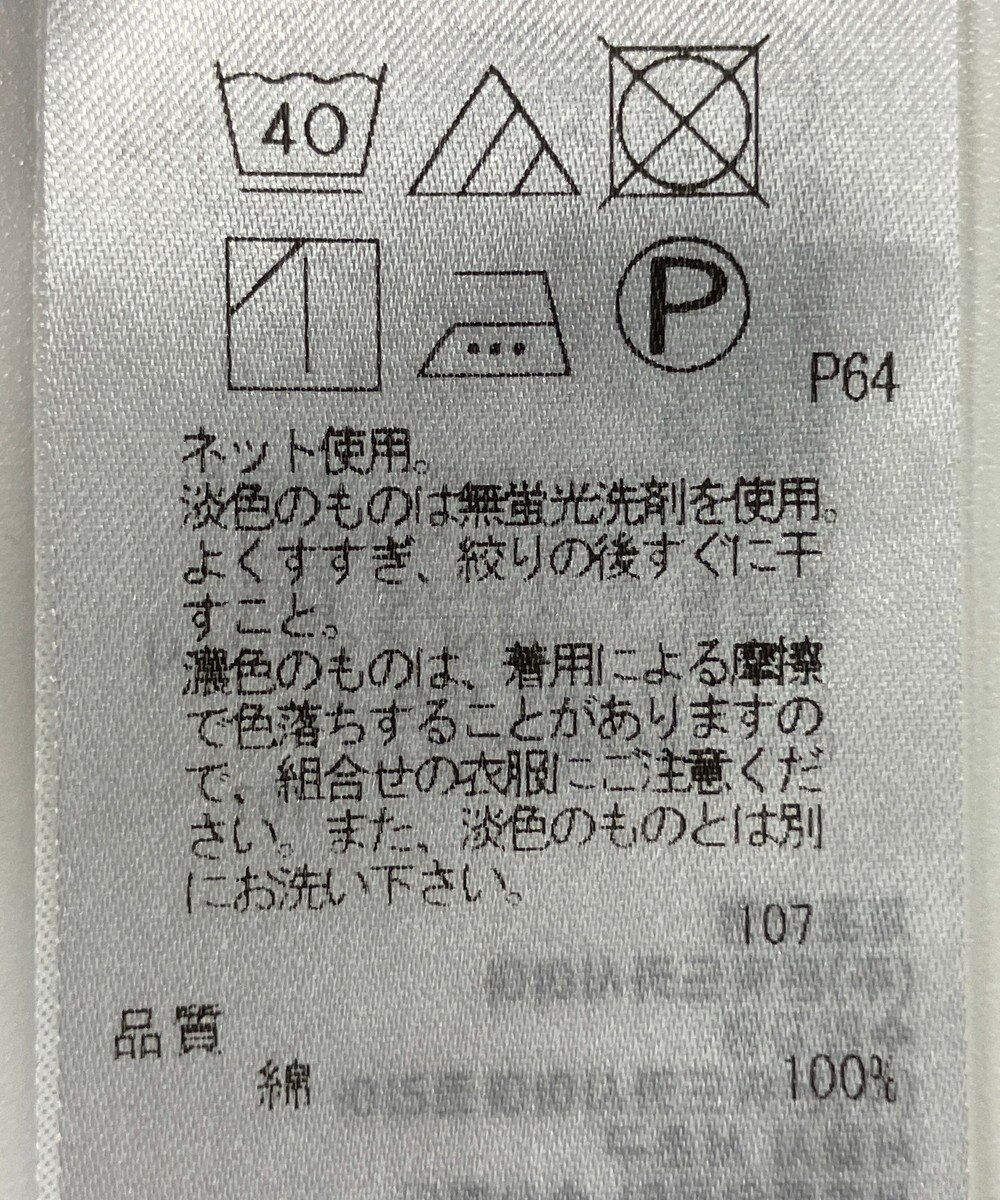 40
P
P64
ネット使用。
淡色のものは無蛍光洗剤を使用。
よくすすぎ、絞りの後すぐに干
すこと。
濃色のものは、着用による摩擦
で色落ちすることがありますの
で、組合せの衣服にご注意くだ
さい。また、淡色のものとは別
にお洗い下さい。
107
品質
綿 100%